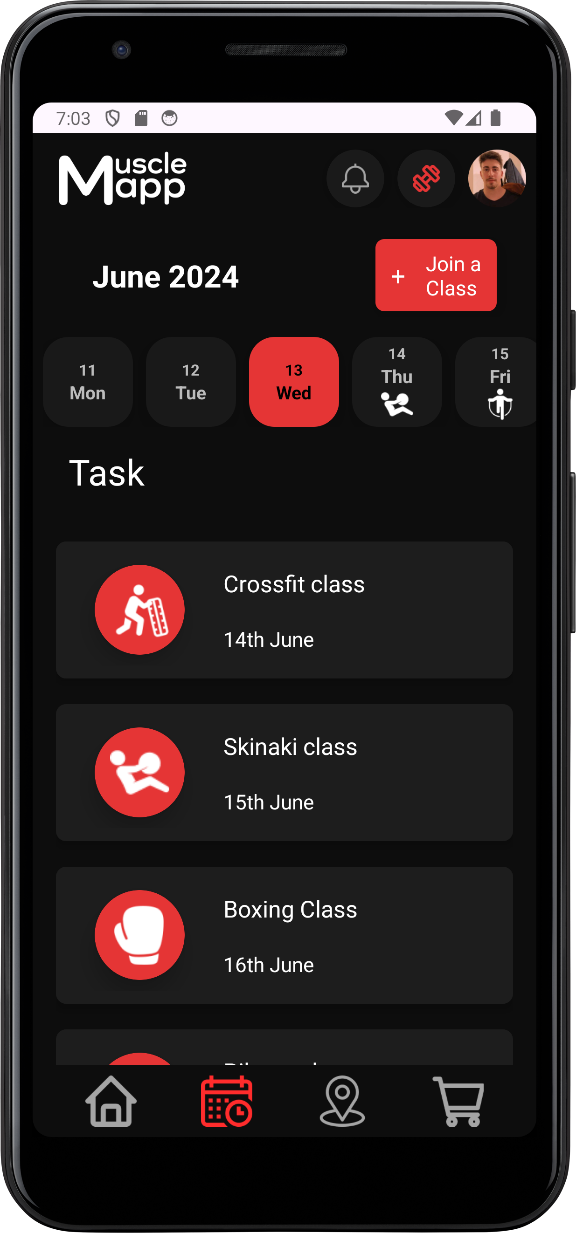 7:03
Muscle
Mapp
June 2024
+ Join a
Class
11
Mon
12
Tue
13
Wed
14
Thu
15
Fri
Task
Crossfit class
14th June
Skinaki class
15th June
Boxing Class
16th June